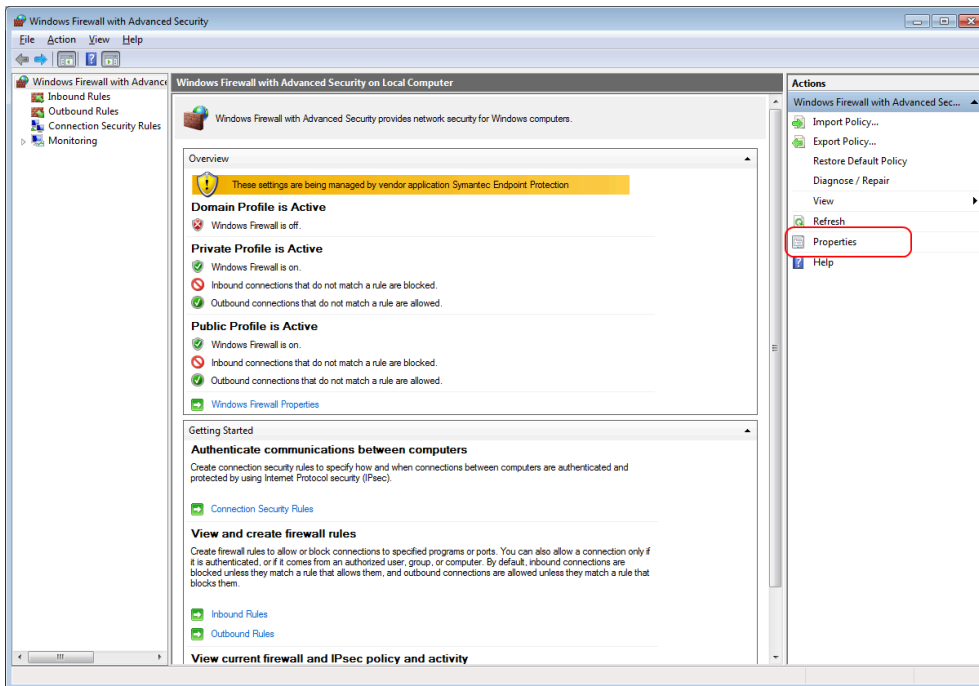 Windows Firewall with Advanced Security
File Action View Help
Windows Firewall with Advance
Inbound Rules
Outbound Rules
Connection Security Rules
Monitoring
Windows Firewall with Advanced Security on Local Computer
Windows Firewall with Advanced Security provides network security for Windows computers.
Overview
These settings are being managed by vendor application Symantec Endpoint Protection
Domain Profile is Active
Windows Firewall is off.
Private Profile is Active
Windows Firewall is on.
Inbound connections that do not match a rule are blocked.
Outbound connections that do not match a rule are allowed.
Public Profile is Active
Windows Firewall is on.
Inbound connections that do not match a rule are blocked.
Outbound connections that do not match a rule are allowed.
Windows Firewall Properties
Getting Started
Authenticate communications between computers
Create connection security rules to specify how and when connections between computers are authenticated and
protected by using Internet Protocol security (IPsec).
Connection Security Rules
View and create firewall rules
Create firewall rules to allow or block connections to specified programs or ports. You can also allow a connection only if
it is authenticated, or if it comes from an authorized user, group, or computer. By default, inbound connections are
blocked unless they match a rule that allows them, and outbound connections are allowed unless they match a rule that
blocks them.
Inbound Rules
Outbound Rules
View current firewall and IPsec policy and activity
Actions
Windows Firewall with Advanced Sec...
Import Policy...
Export Policy...
Restore Default Policy
Diagnose / Repair
View
Refresh
Properties
Help